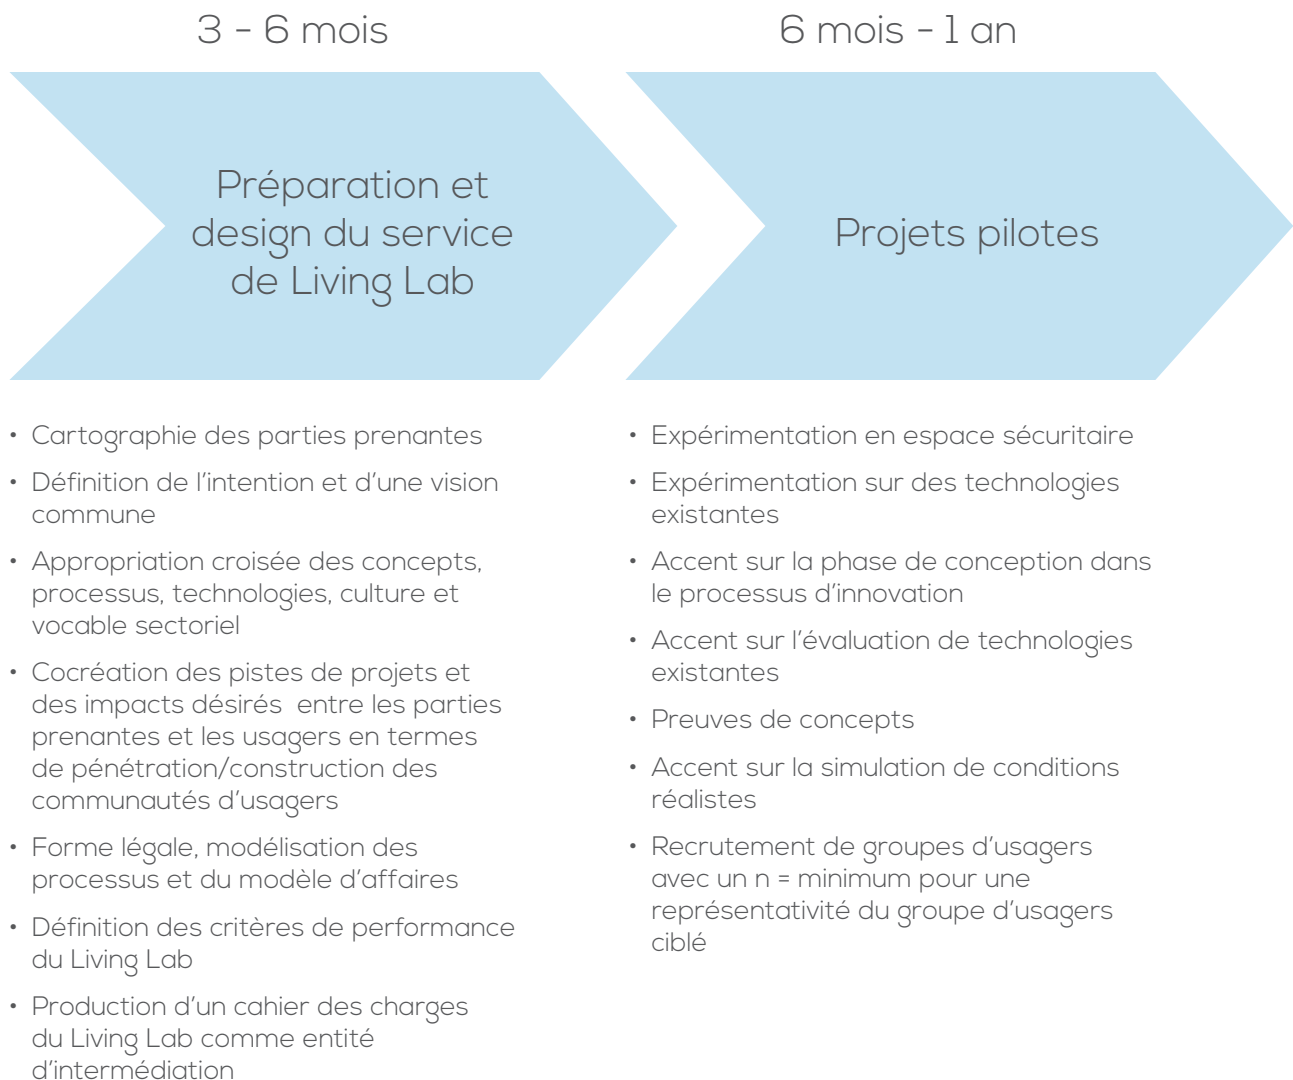 3 - 6 mois
Préparation et
design du service
de Living Lab
• Cartographie des parties prenantes
• Définition de l'intention et d'une vision
commune
• Appropriation croisée des concepts,
processus, technologies, culture et
vocable sectoriel
• Cocréation des pistes de projets et
des impacts désirés  entre les parties
prenantes et les usagers en termes
de pénétration/construction des
communautés d'usagers
• Forme légale, modélisation des
processus et du modèle d'affaires
• Définition des critères de performance
du Living Lab
• Production d'un cahier des charges
du Living Lab comme entité
d'intermédiation
6 mois - 1 an
Projets pilotes
• Expérimentation en espace sécuritaire
• Expérimentation sur des technologies
existantes
• Accent sur la phase de conception dans
le processus d'innovation
• Accent sur l'évaluation de technologies
existantes
• Preuves de concepts
• Accent sur la simulation de conditions
réalistes
• Recrutement de groupes d'usagers
avec un n = minimum pour une
représentativité du groupe d'usagers
ciblé